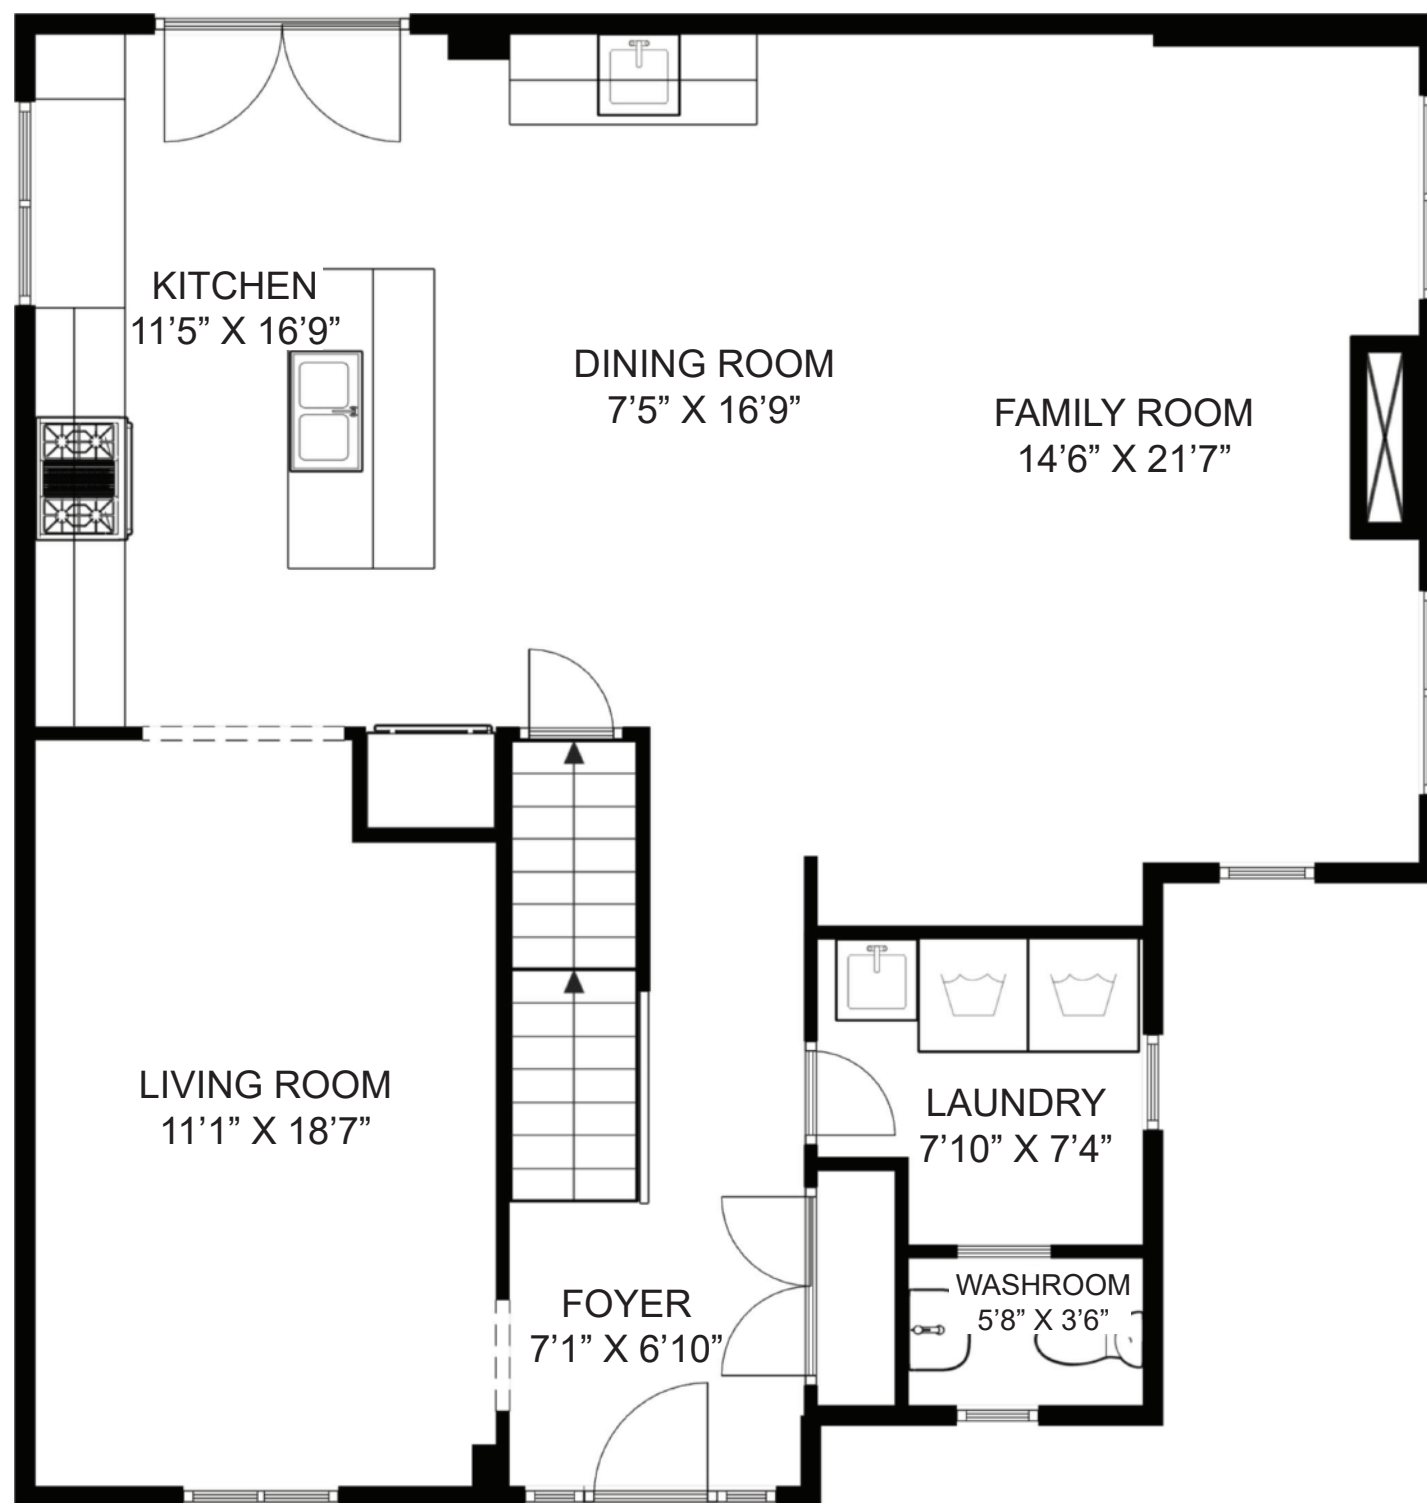 KITCHEN
11’5” X 16’9”
DINING ROOM
7’5” X 16’9”
FAMILY ROOM
14’6” X 21’7”
LIVING ROOM
11’1” X 18’7”
LAUNDRY
7’10” X 7’4”
FOYER
7’1” X 6’10”
WASHROOM
5’8” X 3’6”